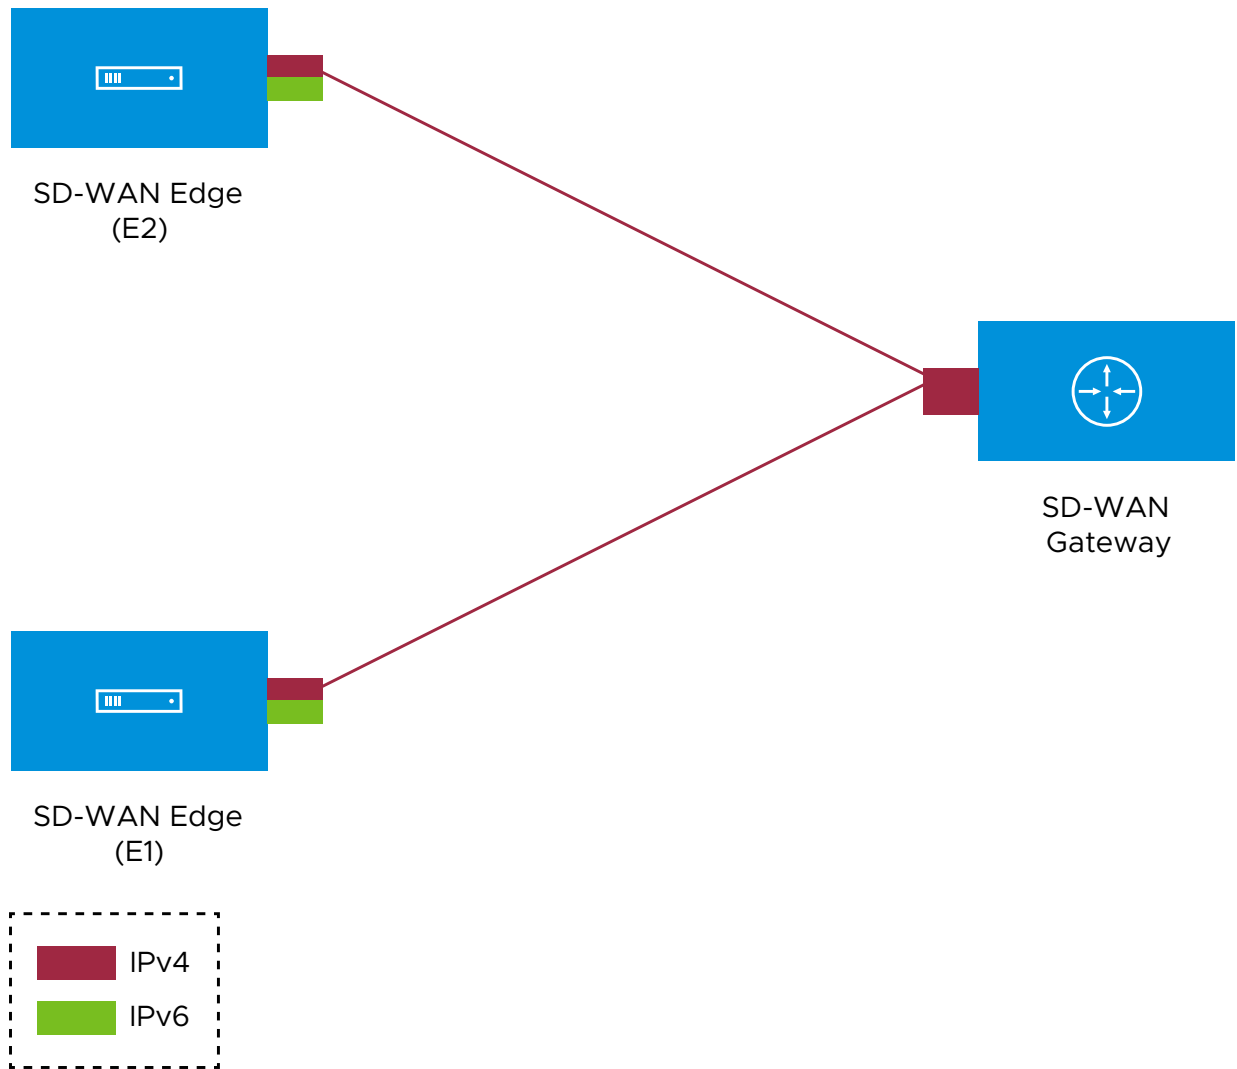 SD-WAN Edge
(E2)
SD-WAN
Gateway
SD-WAN Edge
(E1)
IPv4
IPv6